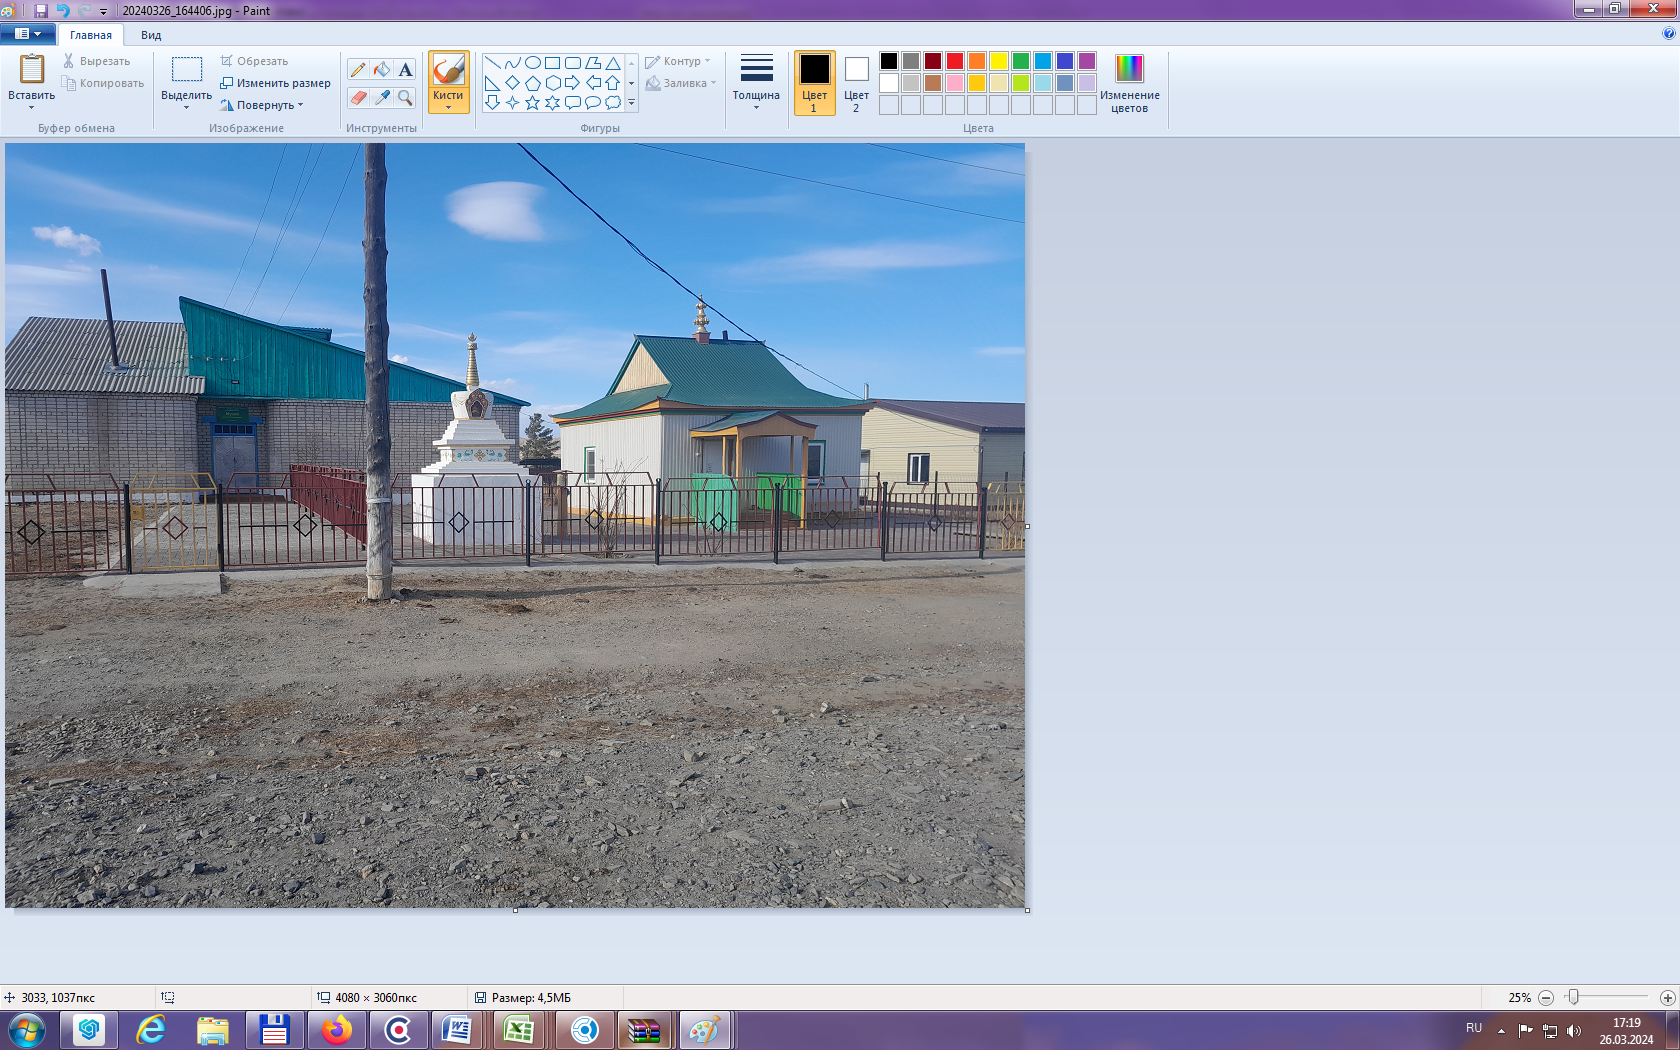 20240326_164406.jpg - Paint
Главная
Вид
Вставить
Вырезать
Копировать
Буфер обмена
Выделить
Обрезать
Изменить размер
Повернуть
Изображение
Инструменты
Кисти
Фигуры
Контур
Заливка
Толщина
Цвет 1
Цвет 2
Изменение цветов
Цвета
3033, 1037пкс
4080 × 3060пкс
Размер: 4,5МБ
25%
RU
17:19
26.03.2024